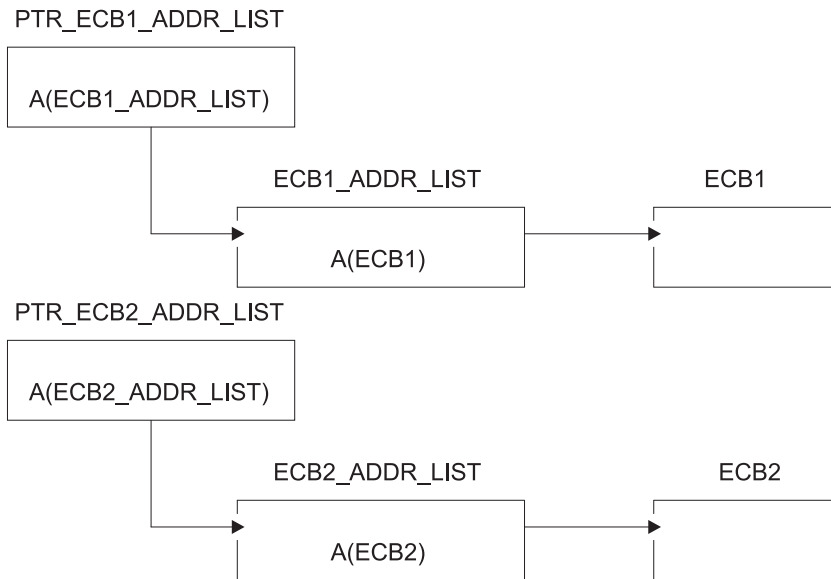 PTR_ECB1_ADDR_LIST
A(ECB1_ADDR_LIST)
ECB1_ADDR_LIST
ECB1
A(ECB1)
PTR_ECB2_ADDR_LIST
A(ECB2_ADDR_LIST)
ECB2_ADDR_LIST
ECB2
A(ECB2)